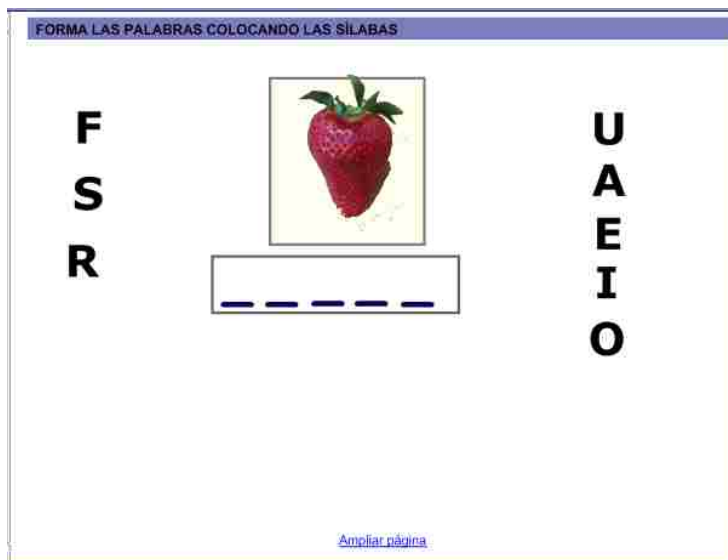 FORMA LAS PALABRAS COLOCANDO LAS SÍLABAS
F
S
R
U
A
E
I
O
Ampliar página